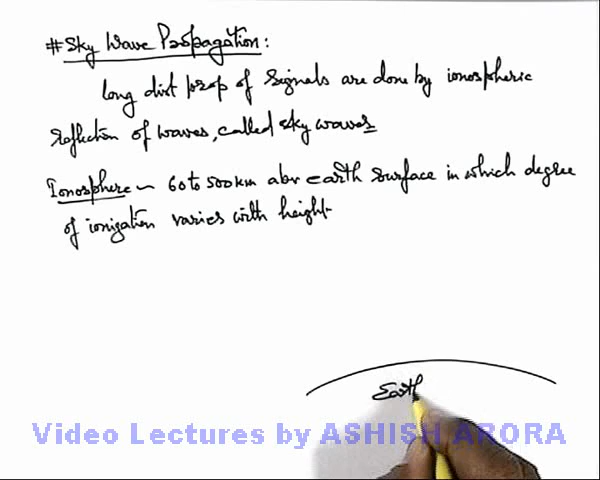 # Sky Wave Propagation:
long dist prop of signals are done by ionospheric
reflection of waves, called sky waves
Ionosphere ~ 60 to 500km abv earth surface in which degree
of ionization varies with height.
Earth
Video Lectures by ASHISH ARORA